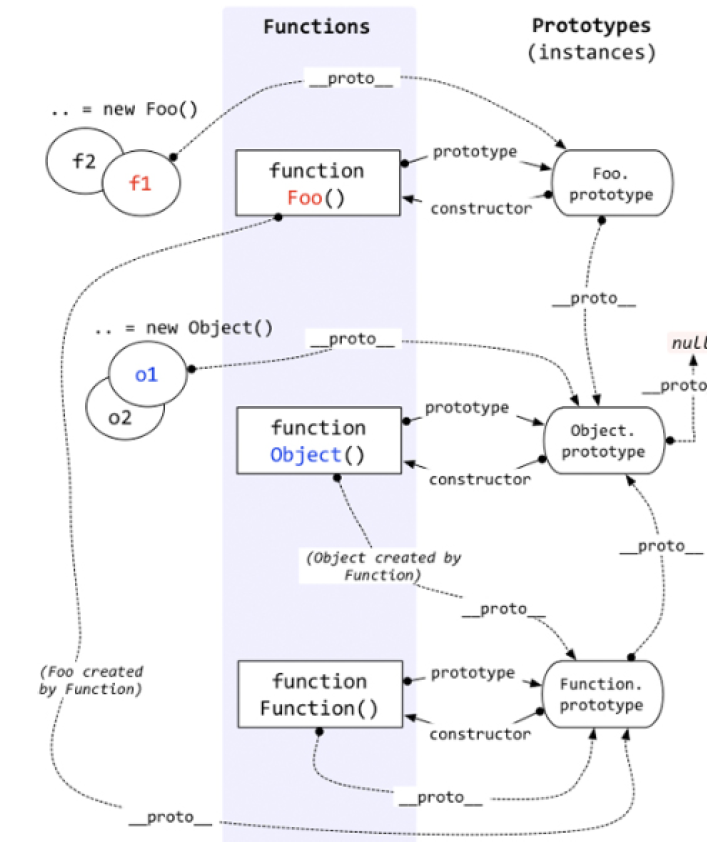 Functions
Prototypes
(instances)
__proto__
.. = new Foo()
f2
f1
function
Foo()
prototype
constructor
Foo.
prototype
__proto__
.. = new Object()
__proto__
null
o1
o2
__proto
function
Object()
prototype
constructor
Object.
prototype
(Object created by
Function)
__proto__
__proto__
(Foo created
by Function)
function
Function()
prototype
constructor
Function.
prototype
__proto__
__proto__